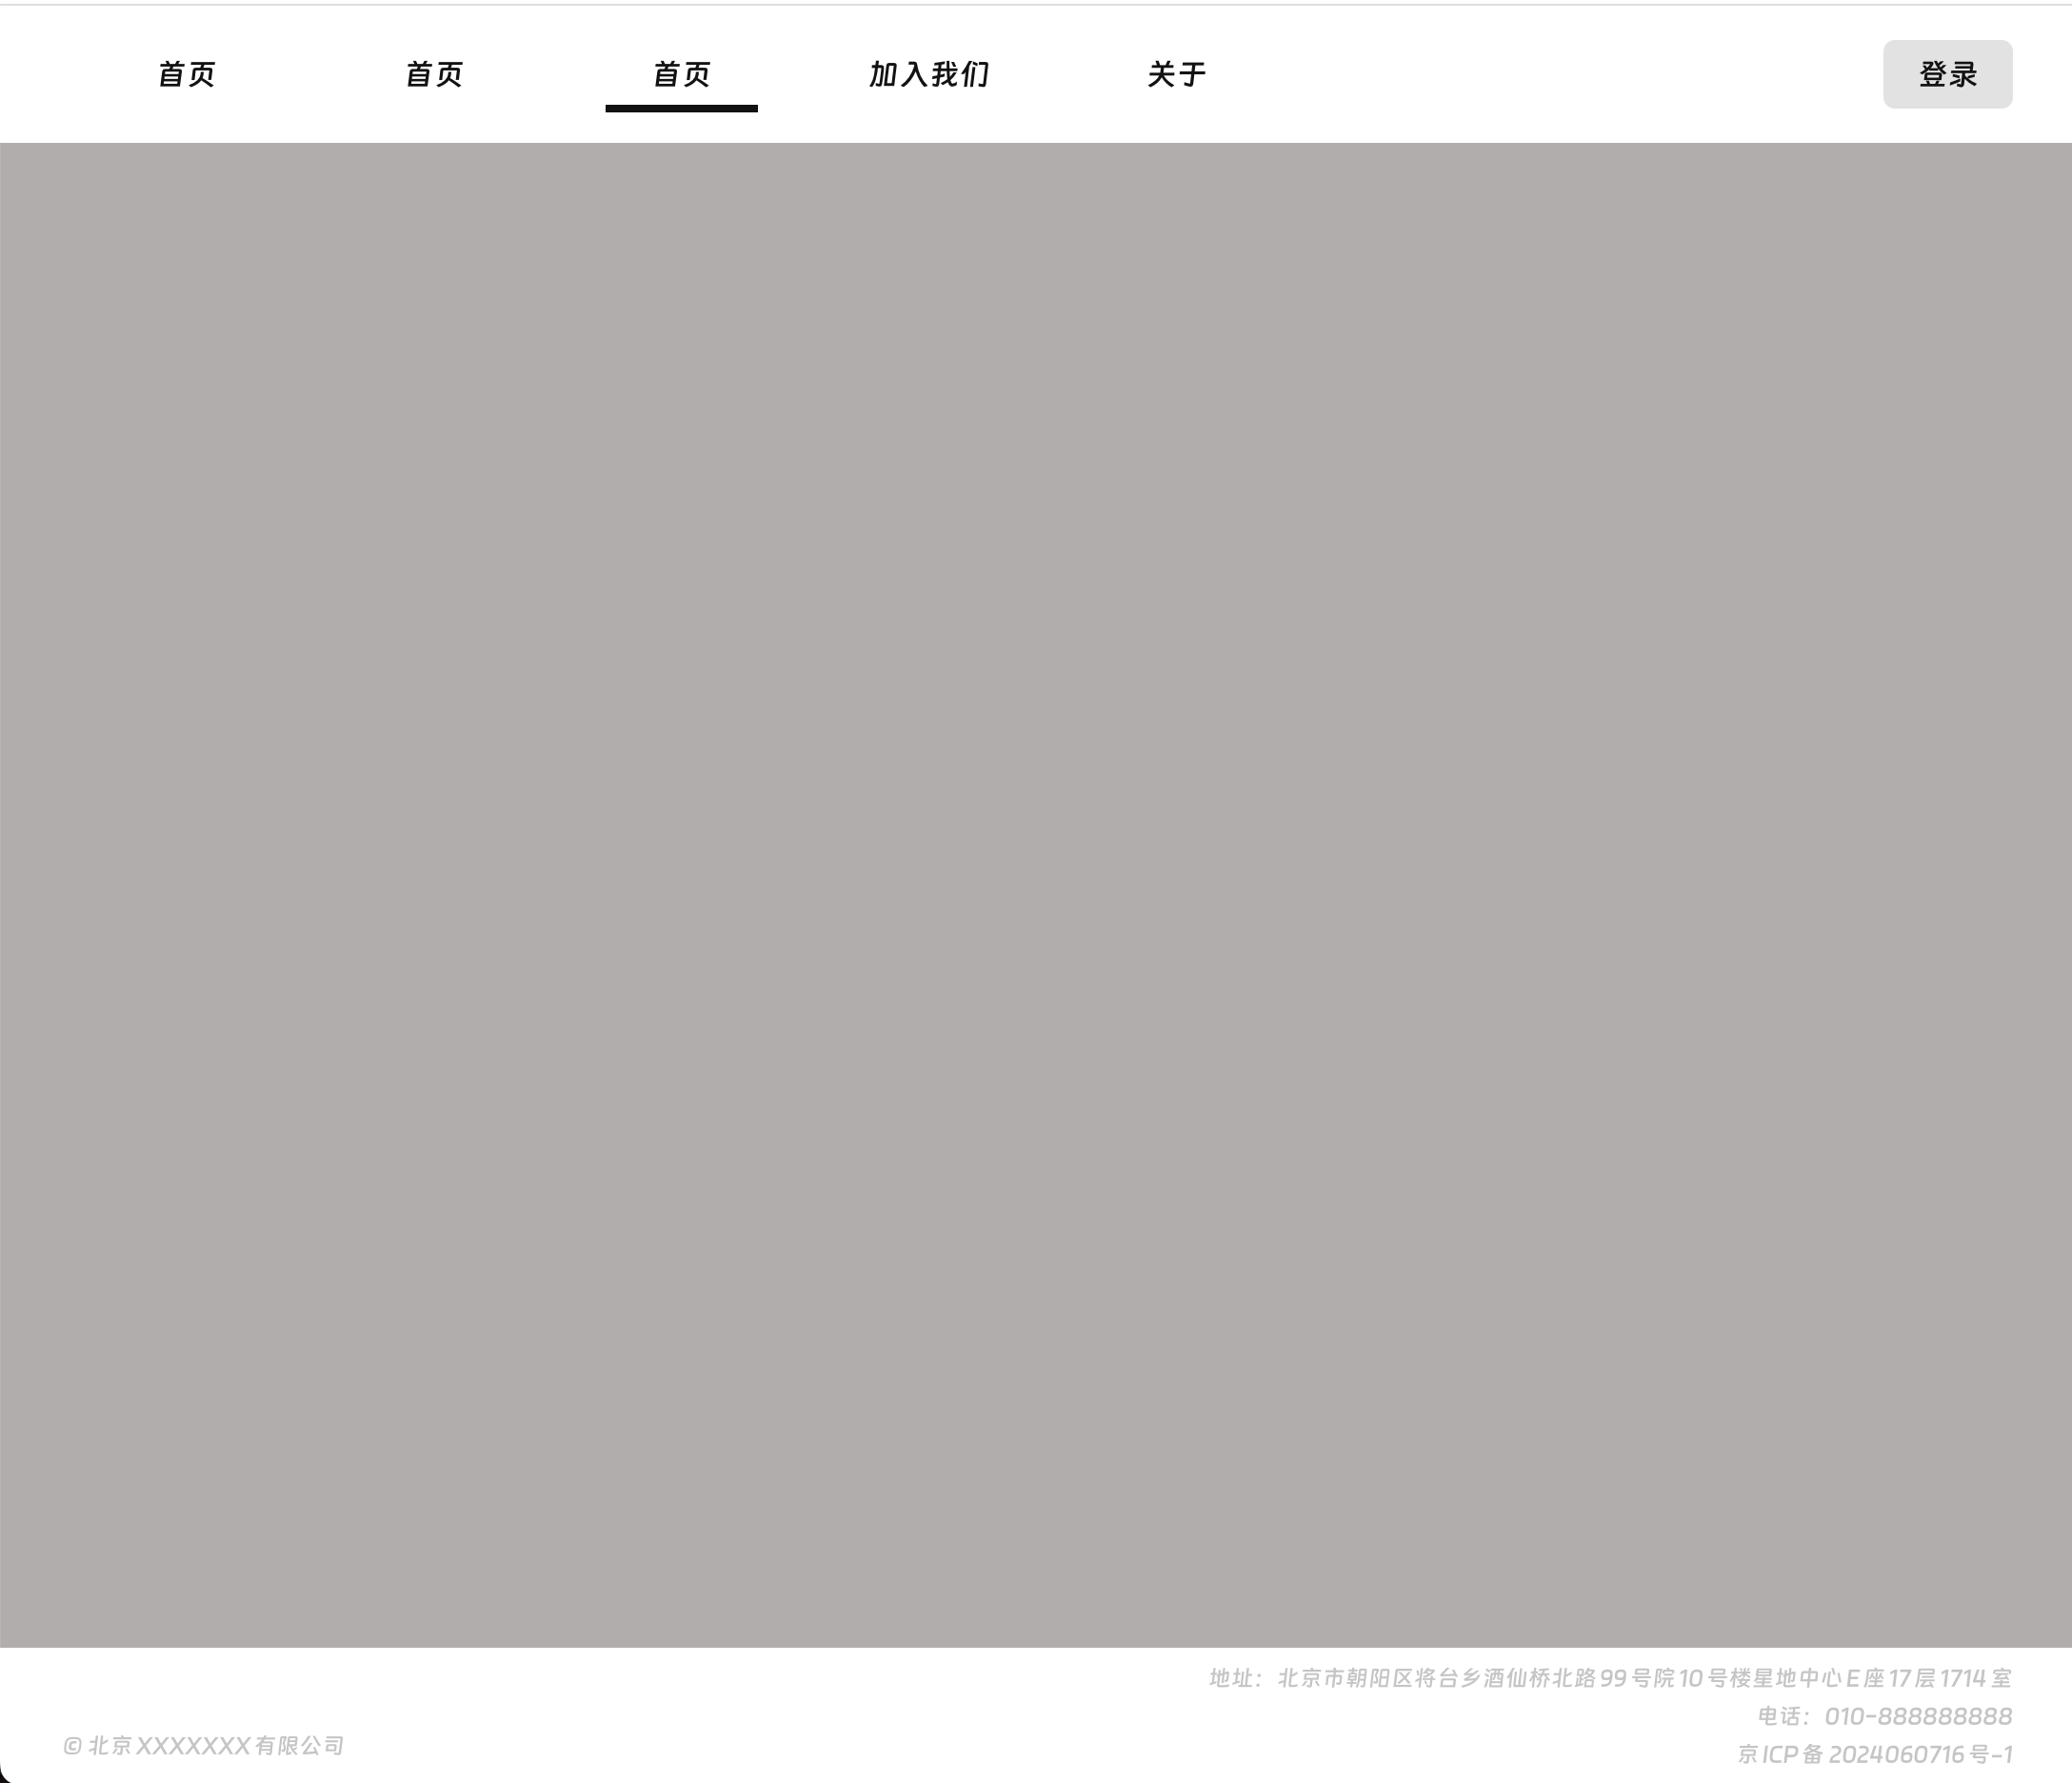 首页 首页 首页 加入我们 关于 登录
地址：北京市朝阳区将台乡酒仙桥北路99号院10号楼星地中心E座17层1714室
电话：010-888888888
© 北京XXXXXXX有限公司
京ICP备2024060716号-1